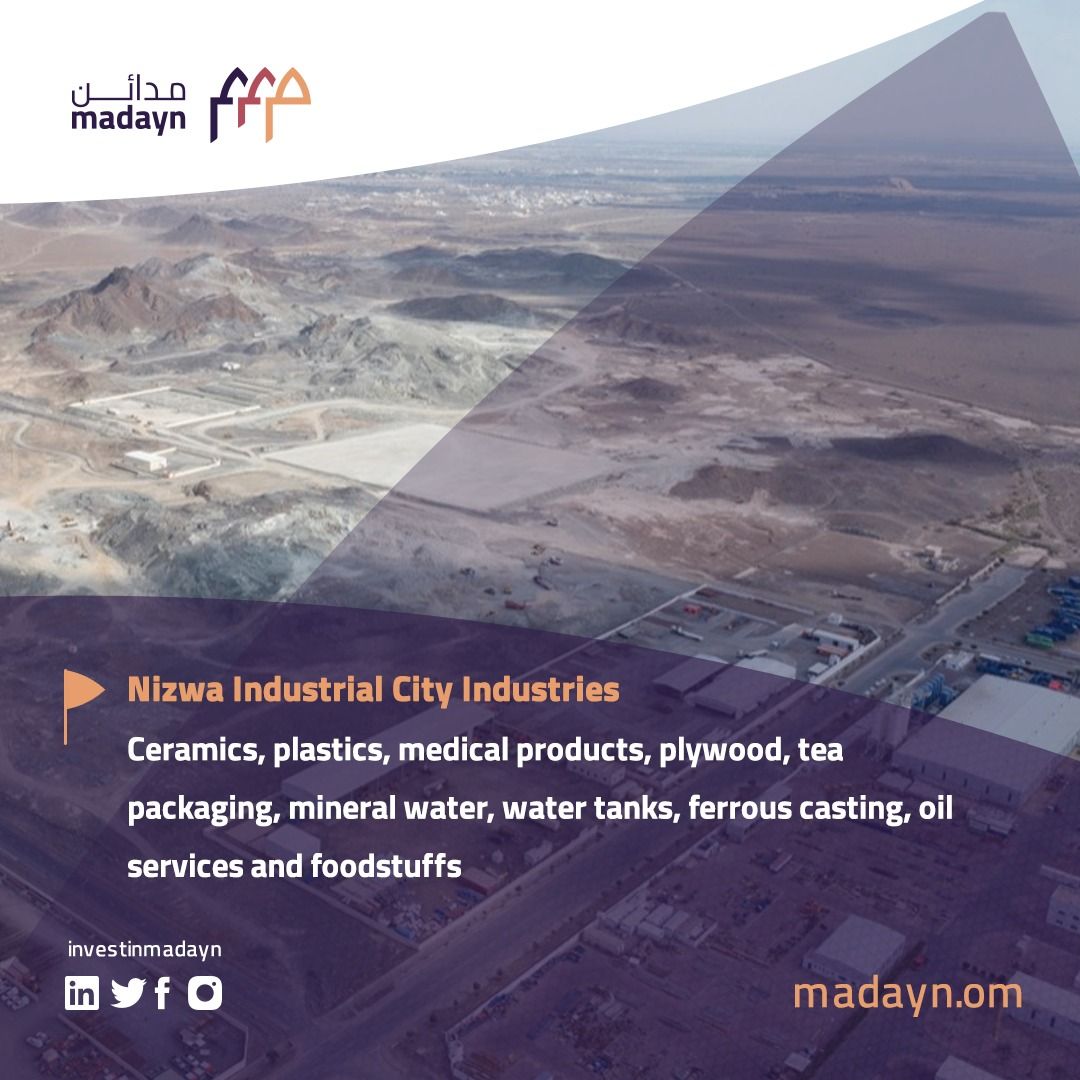 مدائن
madayn
Nizwa Industrial City Industries
Ceramics, plastics, medical products, plywood, tea
packaging, mineral water, water tanks, ferrous casting, oil
services and foodstuffs
investinmadayn
madayn.om